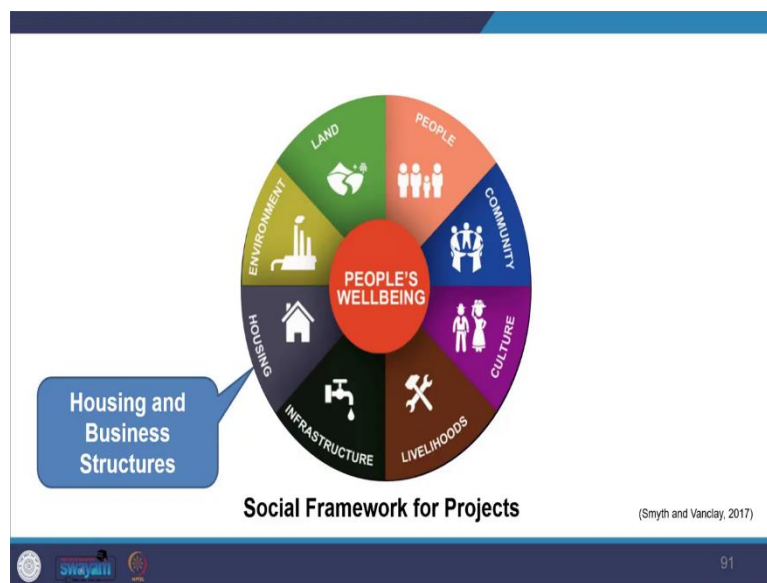 LAND
PEOPLE
ENVIRONMENT
COMMUNITY
PEOPLE'S
WELLBEING
HOUSING
CULTURE
INFRASTRUCTURE
LIVELIHOODS
Housing and
Business
Structures
Social Framework for Projects
(Smyth and Vanclay, 2017)
swayam
91